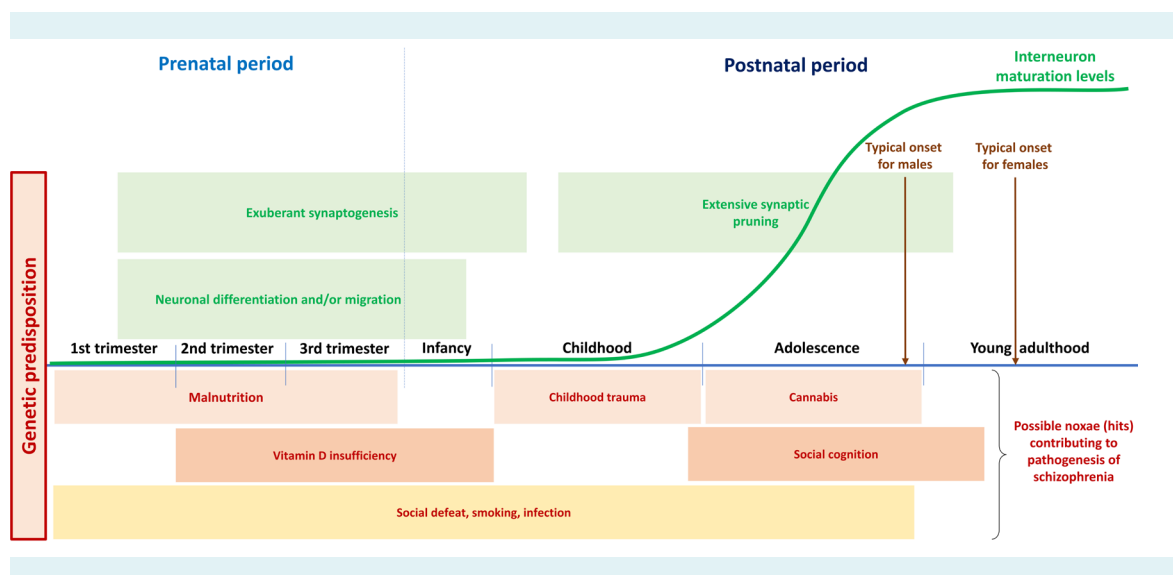 Prenatal period
Postnatal period
Interneuron
maturation levels
Typical onset
for males
Typical onset
for females
Exuberant synaptogenesis
Extensive synaptic
pruning
Neuronal differentiation and/or migration
Genetic predisposition
1st trimester
2nd trimester
3rd trimester
Infancy
Childhood
Adolescence
Young adulthood
Malnutrition
Childhood trauma
Cannabis
Vitamin D insufficiency
Social cognition
Social defeat, smoking, infection
Possible noxae (hits)
contributing to
pathogenesis of
schizophrenia